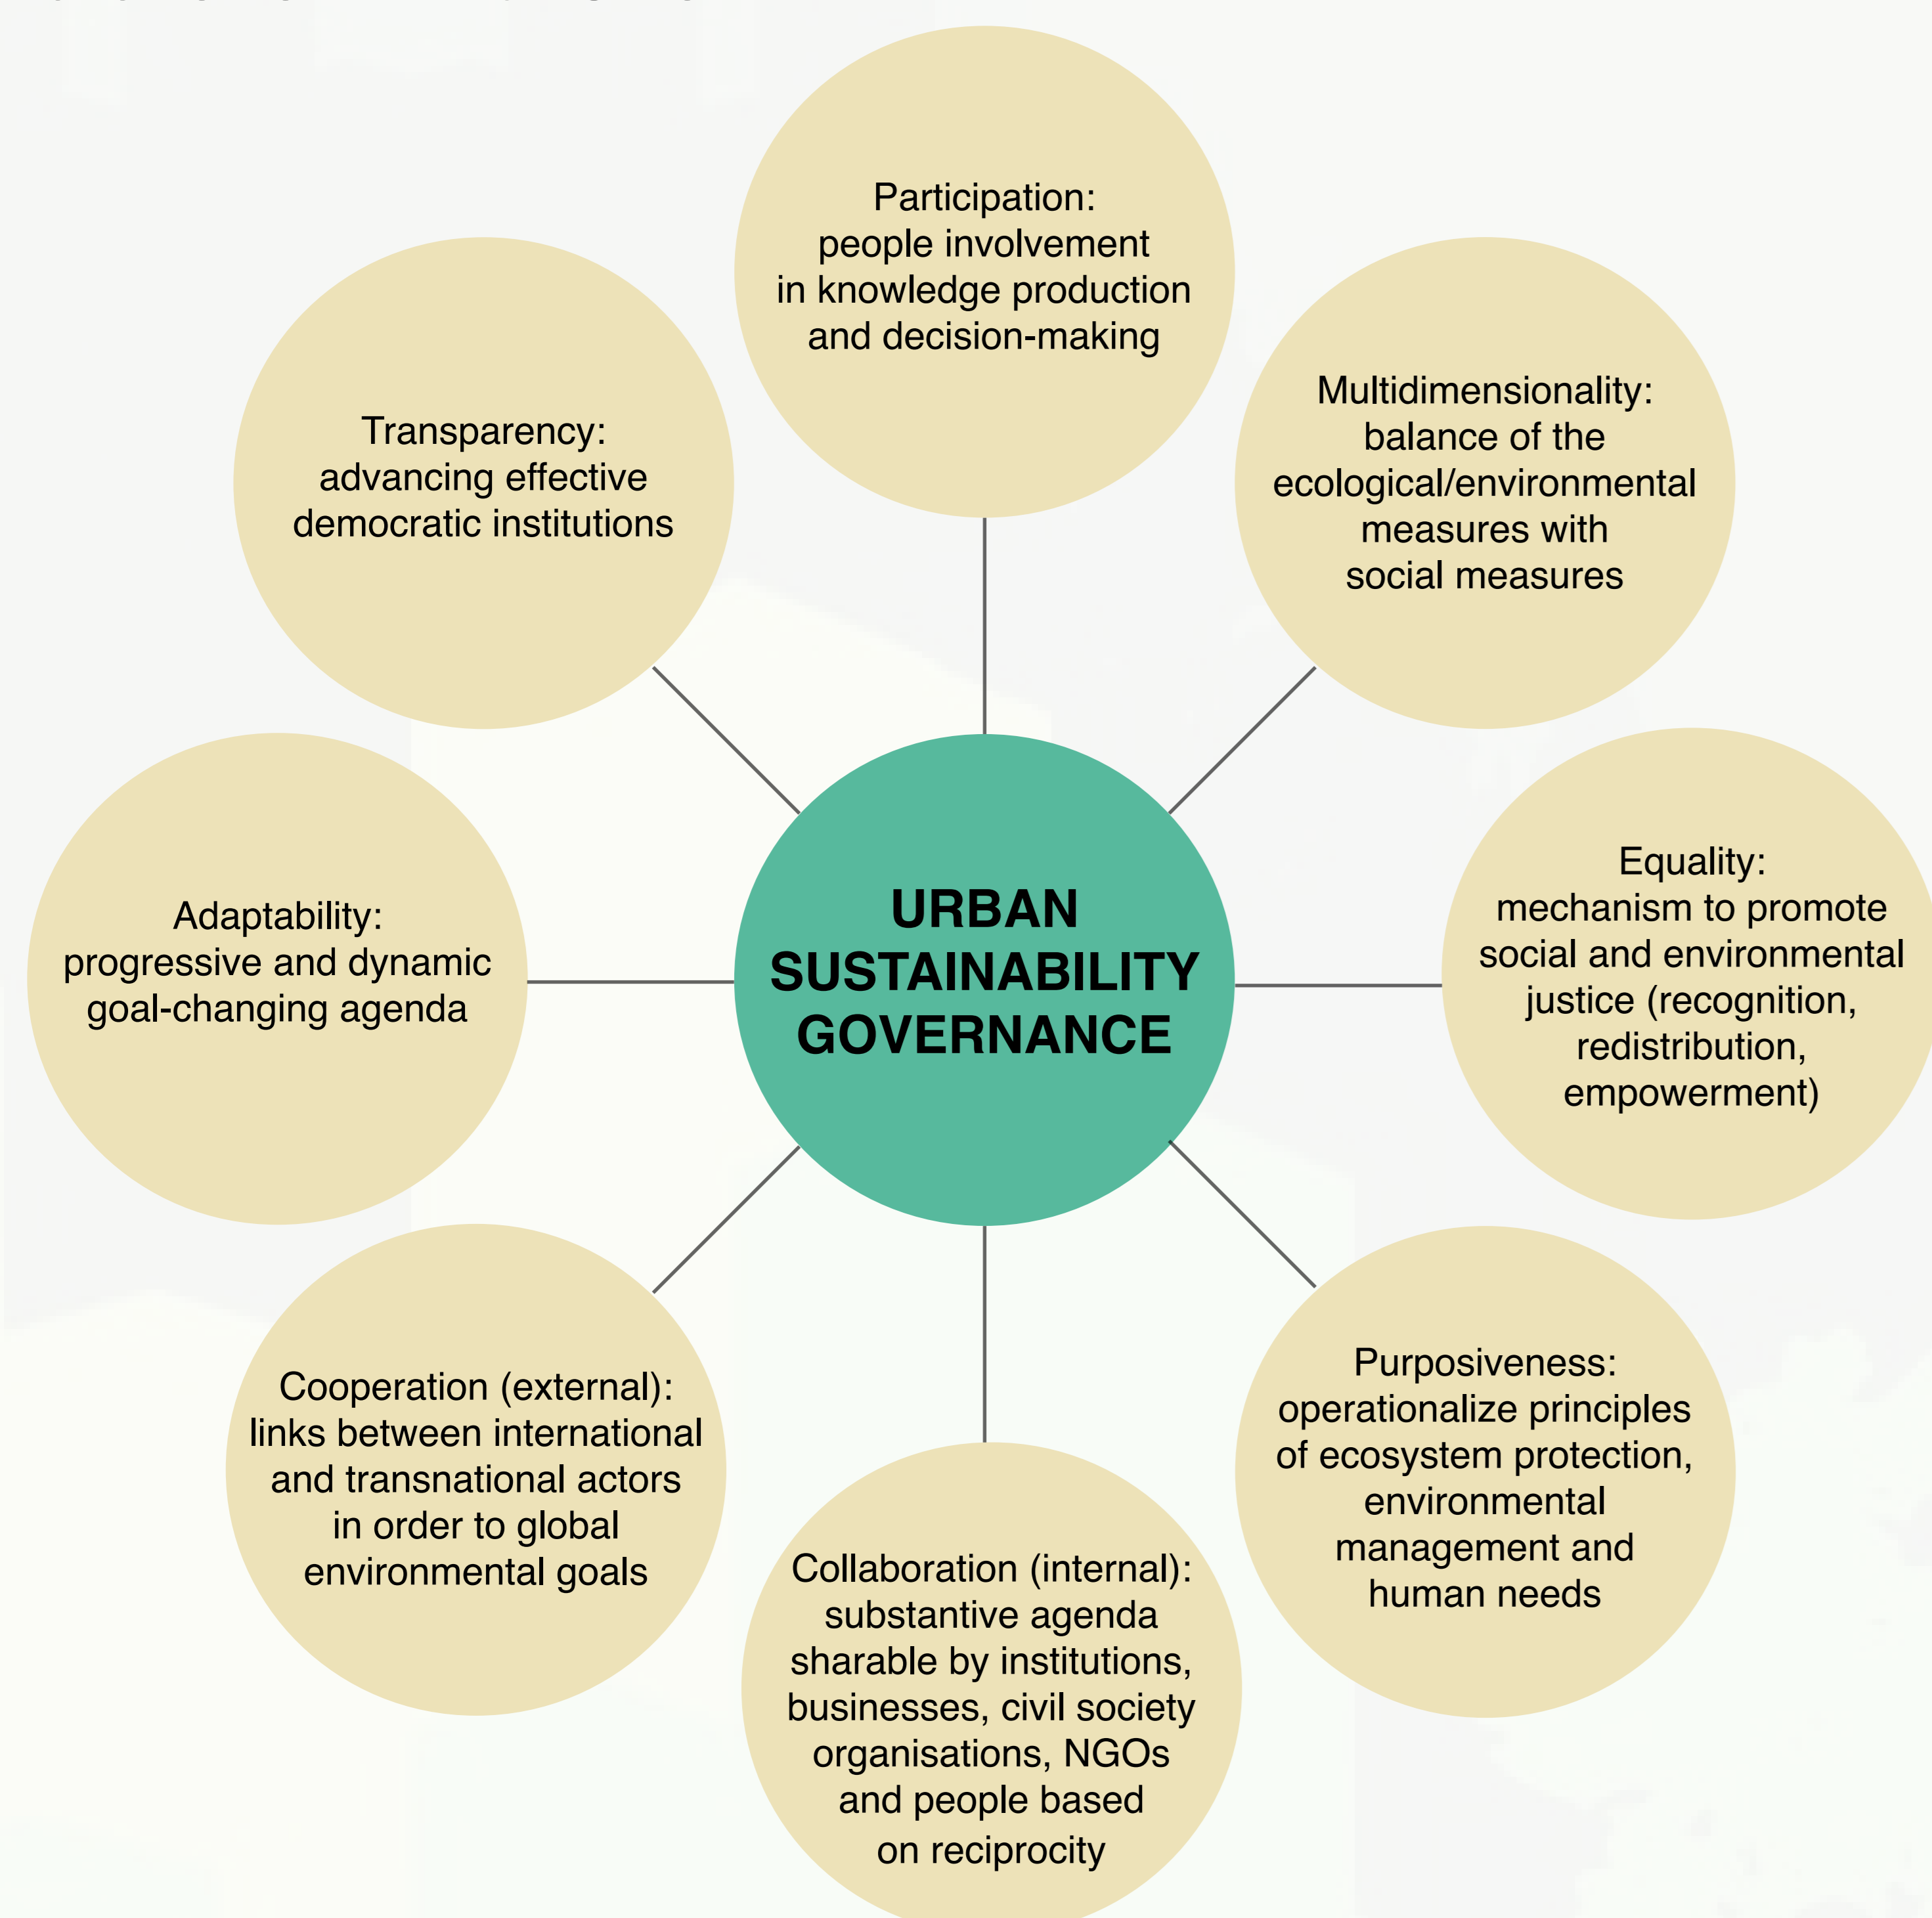 Participation:
people involvement
in knowledge production
and decision-making
Multidimensionality:
balance of the
ecological/environmental
measures with
social measures
Equality:
mechanism to promote
social and environmental
justice (recognition,
redistribution,
empowerment)
Purposiveness:
operationalize principles
of ecosystem protection,
environmental
management and
human needs
Collaboration (internal):
substantive agenda
sharable by institutions,
businesses, civil society
organisations, NGOs
and people based
on reciprocity
Cooperation (external):
links between international
and transnational actors
in order to global
environmental goals
Adaptability:
progressive and dynamic
goal-changing agenda
Transparency:
advancing effective
democratic institutions
URBAN
SUSTAINABILITY
GOVERNANCE